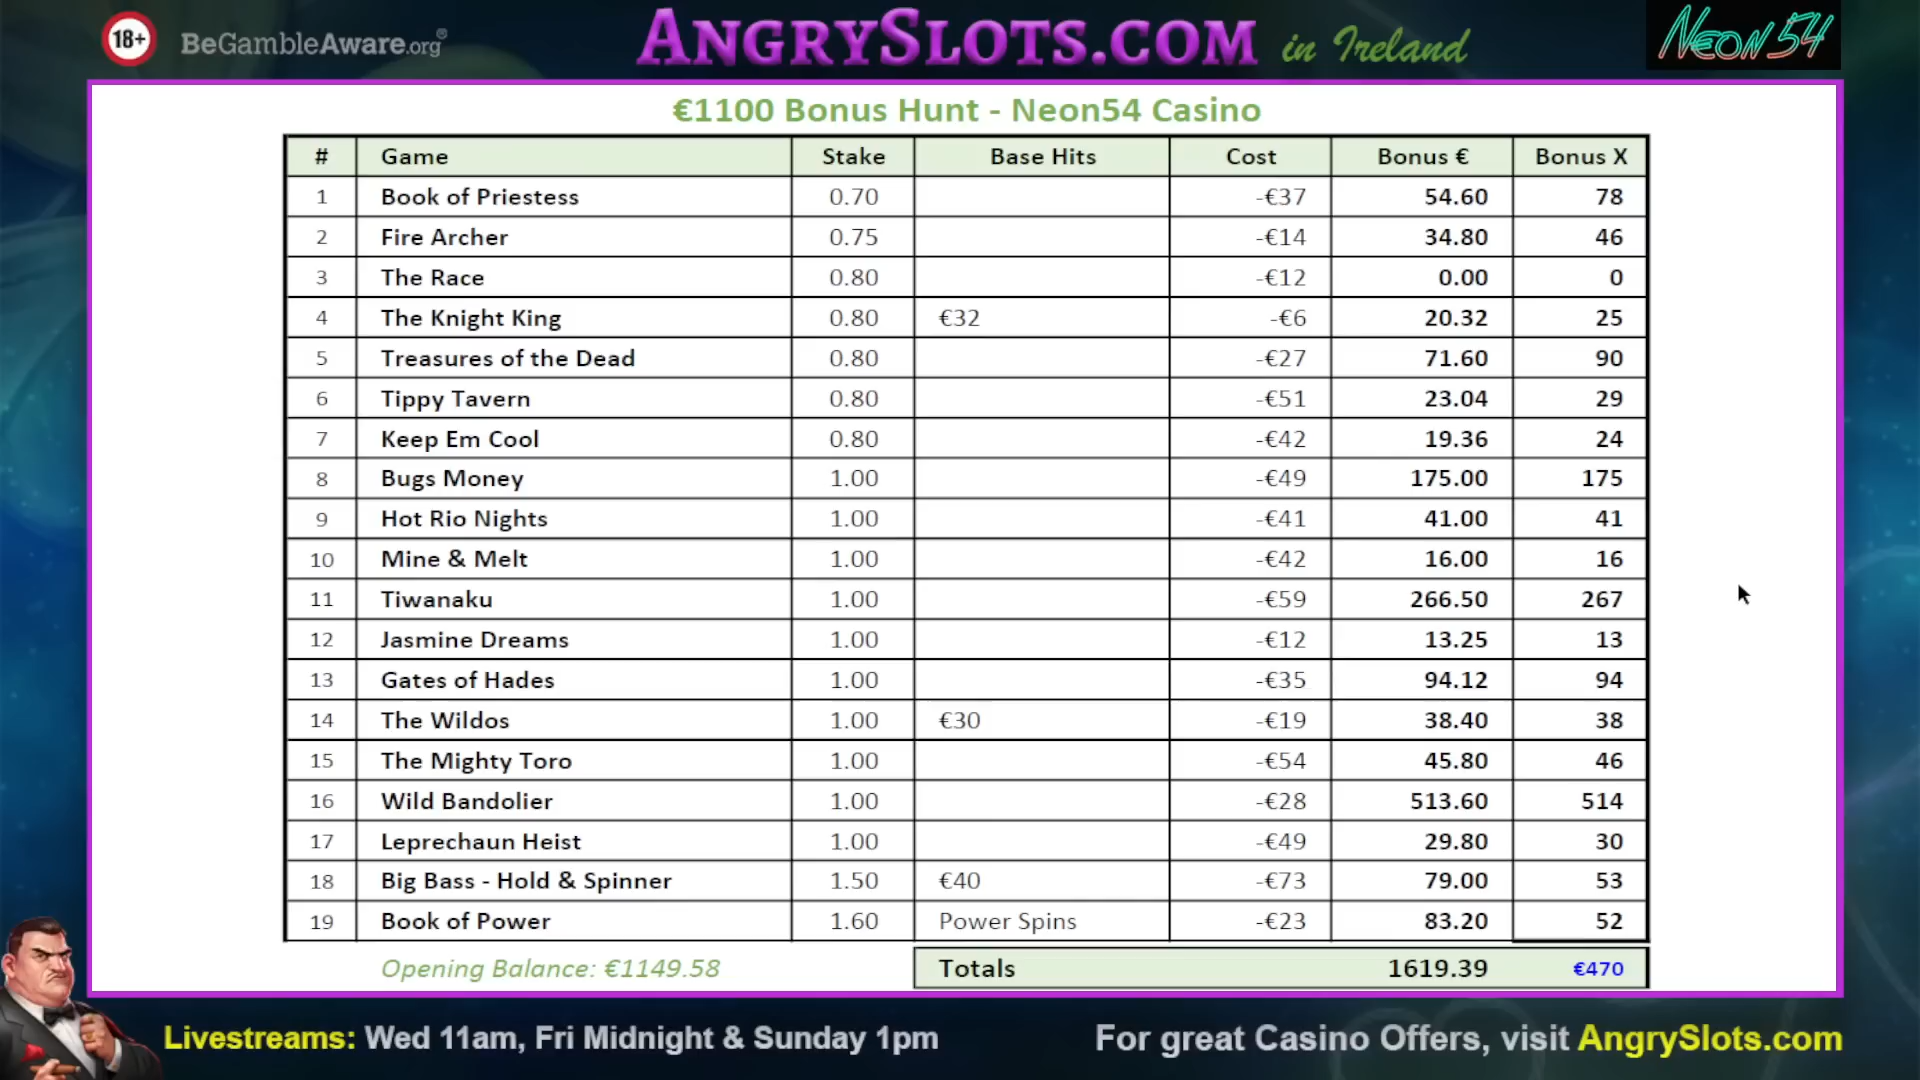 18+ BeGambleAware.org® ANGRYSLOTS.COM in Ireland NEON54
€1100 Bonus Hunt - Neon54 Casino
# Game Stake Base Hits Cost Bonus € Bonus X
1 Book of Priestess 0.70 -€37 54.60 78
2 Fire Archer 0.75 -€14 34.80 46
3 The Race 0.80 -€12 0.00 0
4 The Knight King 0.80 €32 -€6 20.32 25
5 Treasures of the Dead 0.80 -€27 71.60 90
6 Tippy Tavern 0.80 -€51 23.04 29
7 Keep Em Cool 0.80 -€42 19.36 24
8 Bugs Money 1.00 -€49 175.00 175
9 Hot Rio Nights 1.00 -€41 41.00 41
10 Mine & Melt 1.00 -€42 16.00 16
11 Tiwanaku 1.00 -€59 266.50 267
12 Jasmine Dreams 1.00 -€12 13.25 13
13 Gates of Hades 1.00 -€35 94.12 94
14 The Wildos 1.00 €30 -€19 38.40 38
15 The Mighty Toro 1.00 -€54 45.80 46
16 Wild Bandolier 1.00 -€28 513.60 514
17 Leprechaun Heist 1.00 -€49 29.80 30
18 Big Bass - Hold & Spinner 1.50 €40 -€73 79.00 53
19 Book of Power 1.60 Power Spins -€23 83.20 52
Opening Balance: €1149.58 Totals 1619.39 €470
Livestreams: Wed 11am, Fri Midnight & Sunday 1pm For great Casino Offers, visit AngrySlots.com